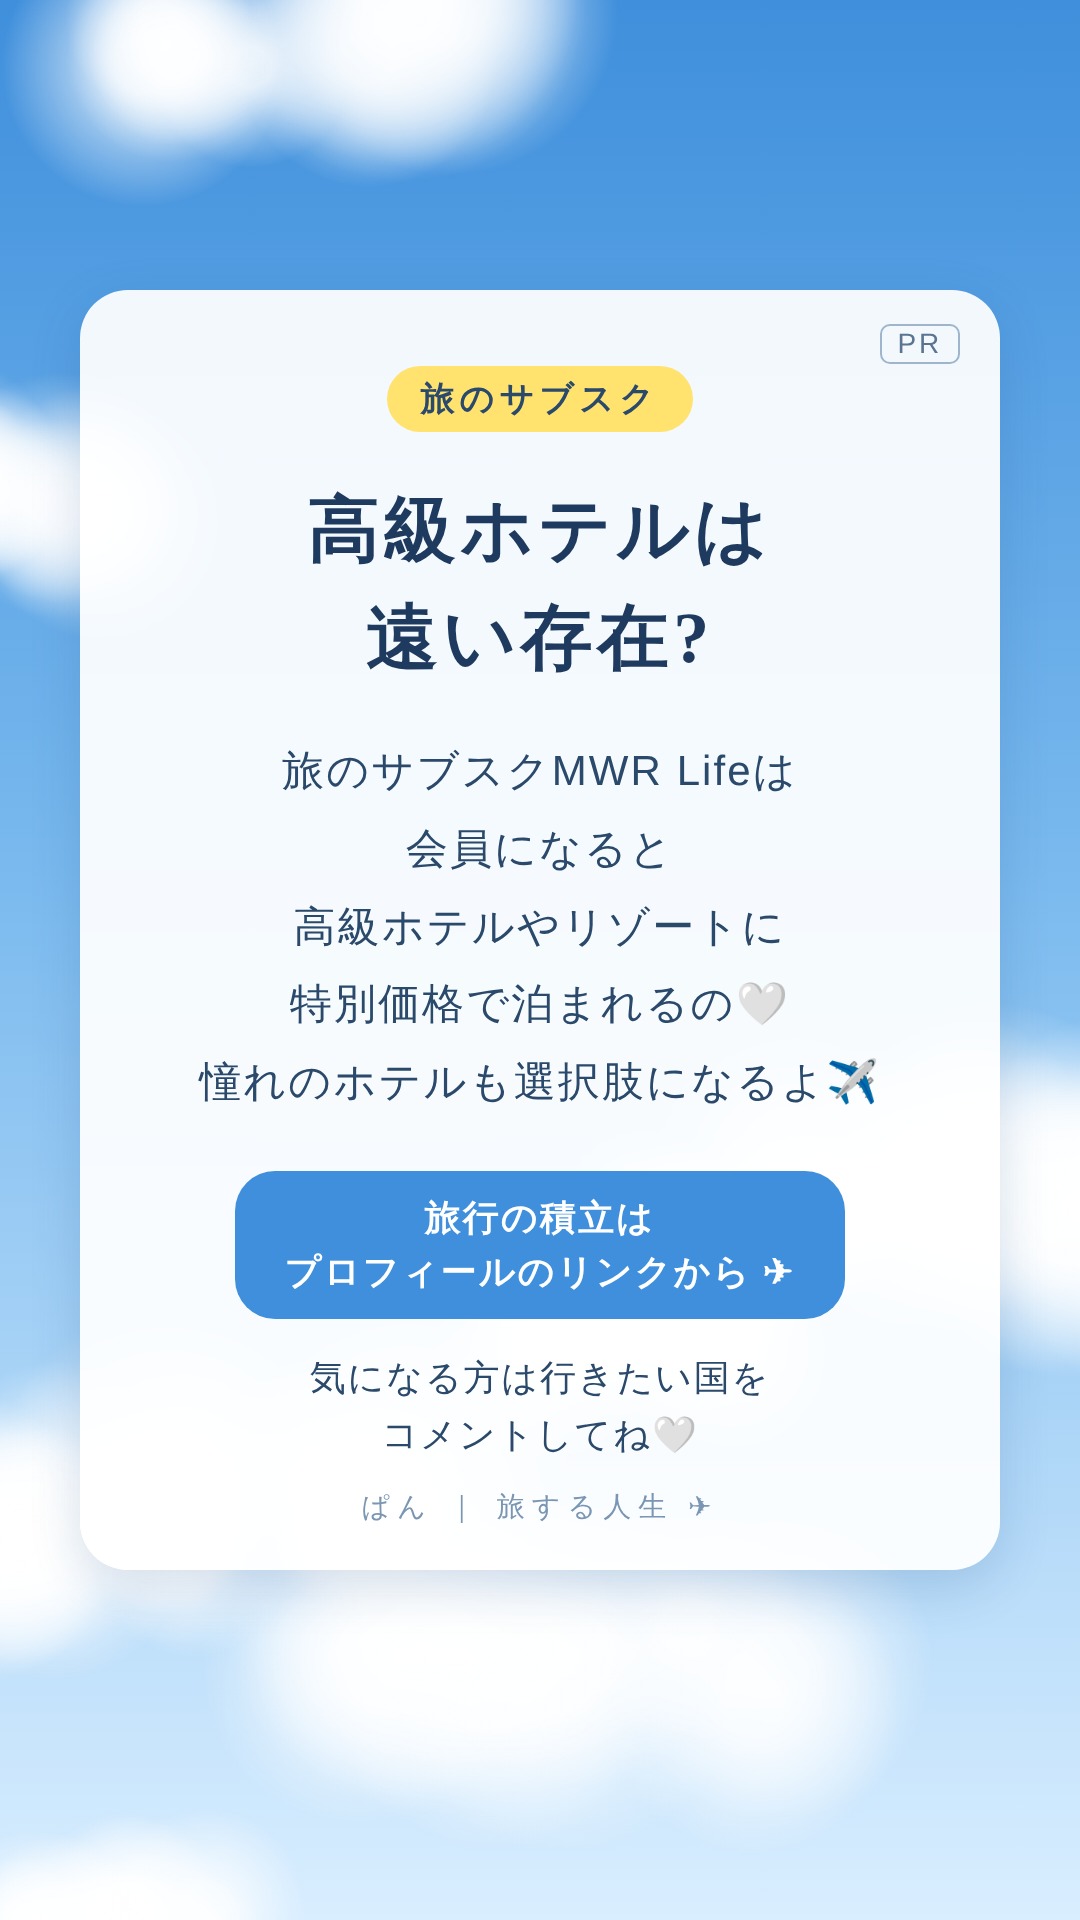 PR
旅のサブスク
高級ホテルは
遠い存在?
旅のサブスクMWR Lifeは
会員になると
高級ホテルやリゾートに
特別価格で泊まれるの🤍
憧れのホテルも選択肢になるよ✈️
旅行の積立は
プロフィールのリンクから ✈
気になる方は行きたい国を
コメントしてね🤍
ぱん ｜ 旅する人生 ✈